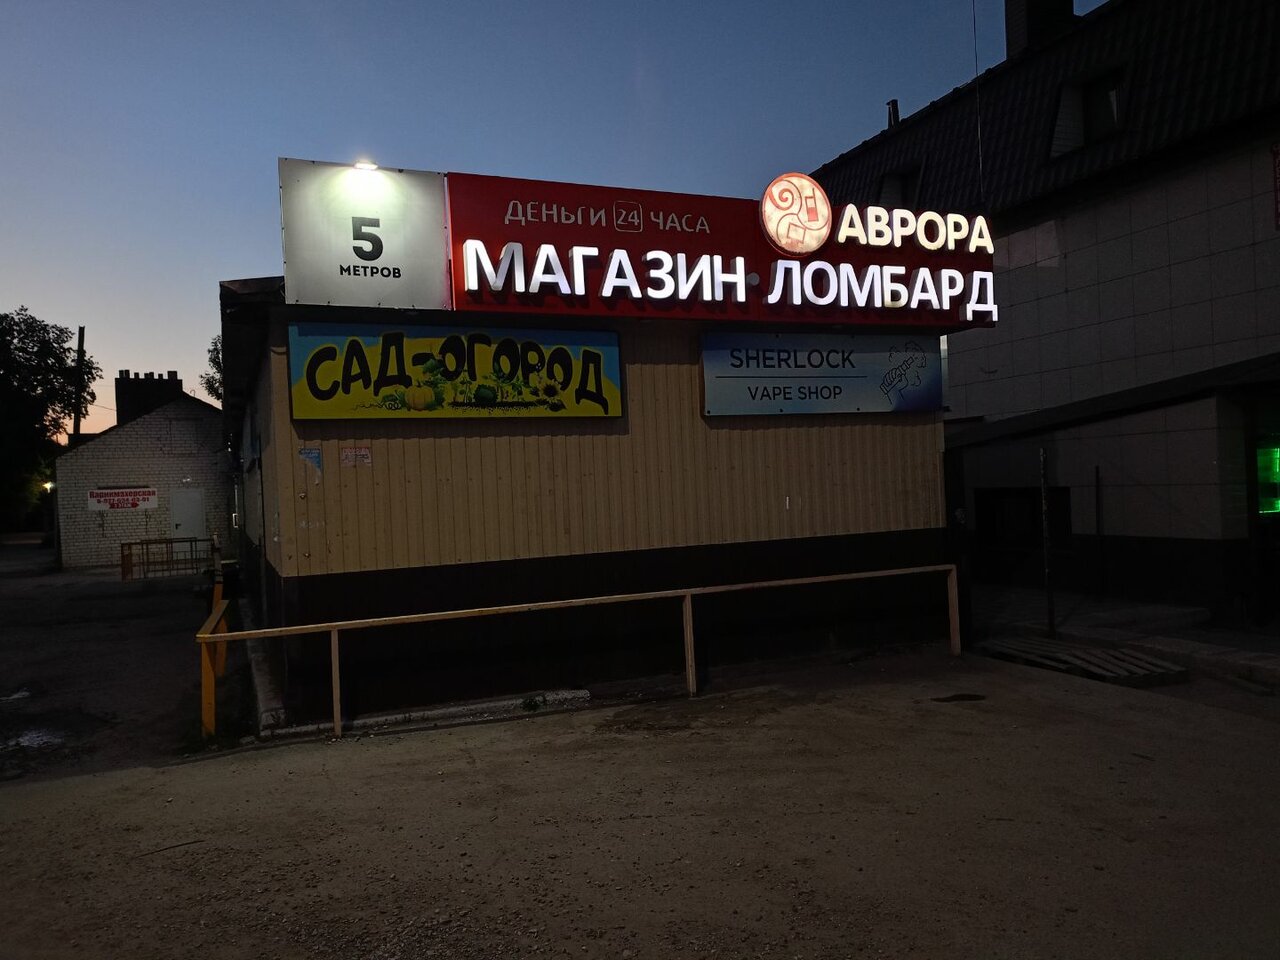 5
МЕТРОВ
ДЕНЬГИ 24 ЧАСА
АВРОРА
МАГАЗИН·ЛОМБАРД
САД-ОГОРОД
SHERLOCK
VAPE SHOP
Парикмахерская